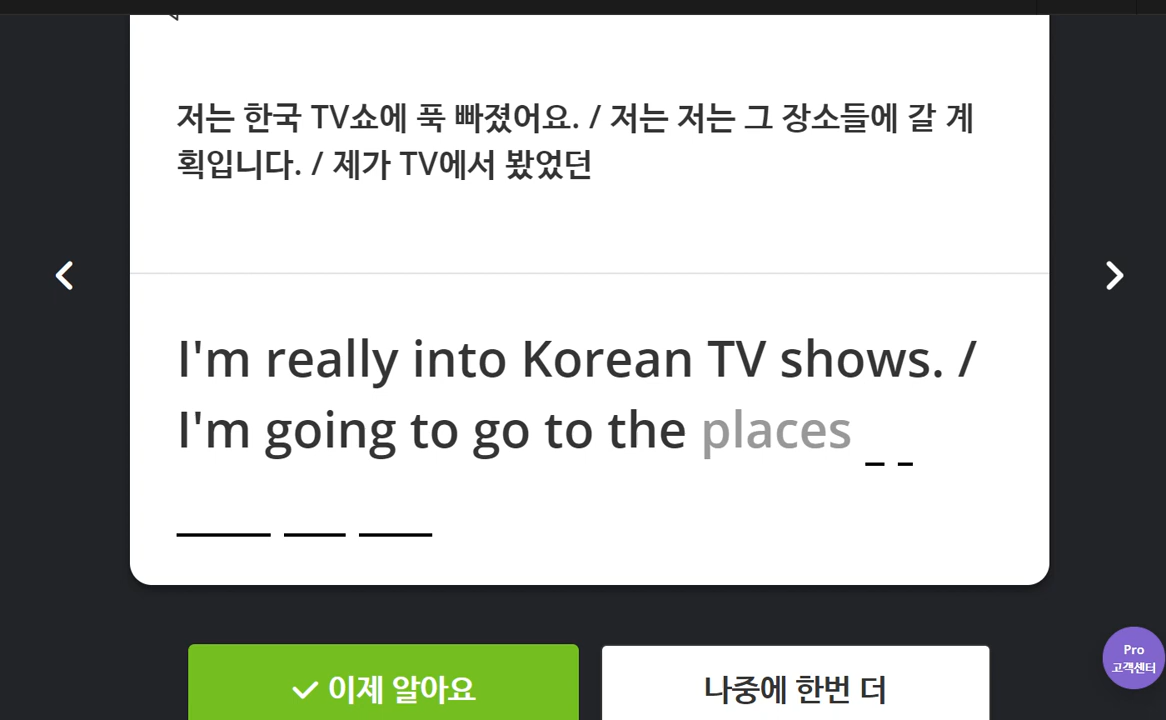 저는 한국 TV쇼에 푹 빠졌어요. / 저는 저는 그 장소들에 갈 계
획입니다. / 제가 TV에서 봤었던
I'm really into Korean TV shows. /
I'm going to go to the places _ _
___ ___ ___
이제 알아요
나중에 한번 더
Pro
고객센터